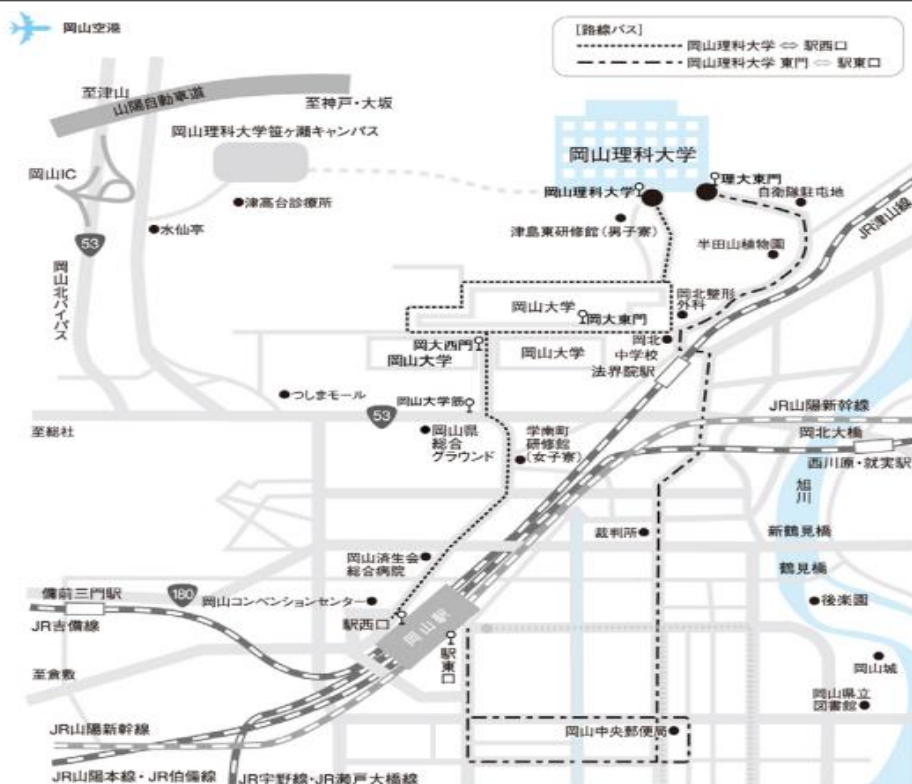 岡山空港
[路線バス]
岡山理科大学 ⇔ 駅西口
岡山理科大学 東門 ⇔ 駅東口
至津山
山陽自動車道
至神戸・大坂
岡山理科大学笹ヶ瀬キャンパス
岡山IC
津高台診療所
水仙亭
53
岡山北バイパス
岡山理科大学
岡山理科大学
理大東門
自衛隊駐屯地
津島東研修館(男子寮)
半田山植物園
JR津山線
岡山大学
岡大東門
岡北整形
外科
岡大西門
岡山大学
岡山大学
岡北
中学校
法界院駅
つしまモール
岡山大学筋
53
JR山陽新幹線
至総社
岡山県
総合
グラウンド
学南町
研修館
(女子寮)
岡北大橋
西川原・就実駅
旭川
裁判所
新鶴見橋
岡山済生会
総合病院
鶴見橋
備前三門駅
180
岡山コンベンションセンター
後楽園
JR吉備線
駅西口
岡山駅
駅東口
至倉敷
岡山城
岡山県立
図書館
JR山陽新幹線
岡山中央郵便局
JR山陽本線・JR伯備線
JR宇野線・JR瀬戸大橋線